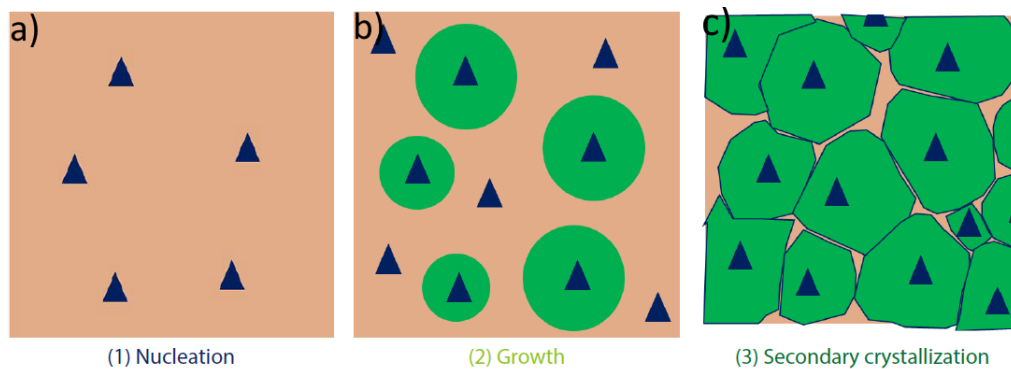 a)
b)
c)
(1) Nucleation
(2) Growth
(3) Secondary crystallization